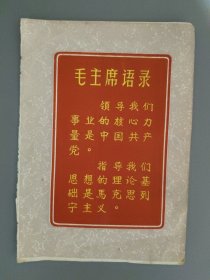 毛主席语录
领导我们
事业的核心力
量是中国共产
党。
指导我们
思想的理论基
础是馬克思列
宁主义。